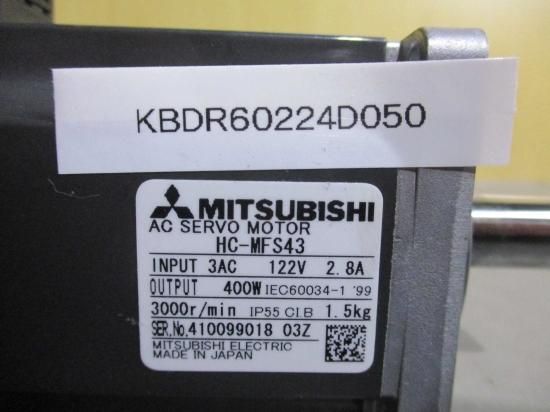 KBDR60224D050
MITSUBISHI
AC SERVO MOTOR
HC-MFS43
INPUT 3AC 122V 2.8A
OUTPUT 400W IEC60034-1 '99
3000r/min IP55 CI.B 1.5kg
SER.No.410099018 03Z
MITSUBISHI ELECTRIC
MADE IN JAPAN